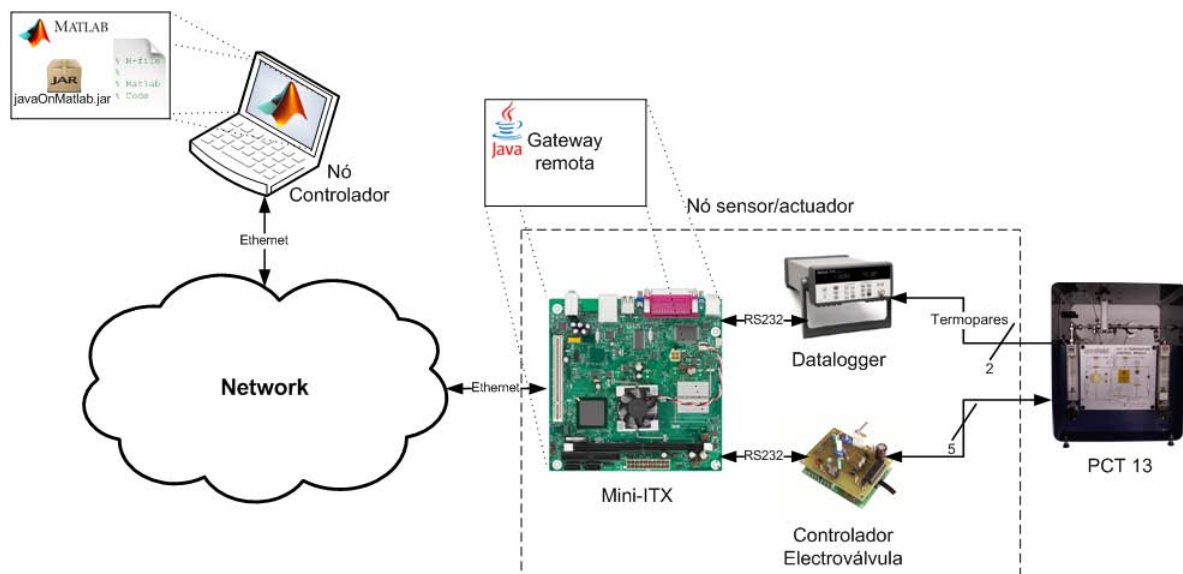 MATLAB
JAR
javaOnMatlab.jar
% M-file
%
% Matlab
% Code
Nó
Controlador
Ethernet
Network
Ethernet
Java
Gateway
remota
Nó sensor/actuador
Mini-ITX
RS232
Datalogger
Termopares
2
RS232
Controlador
Electroválvula
5
PCT 13